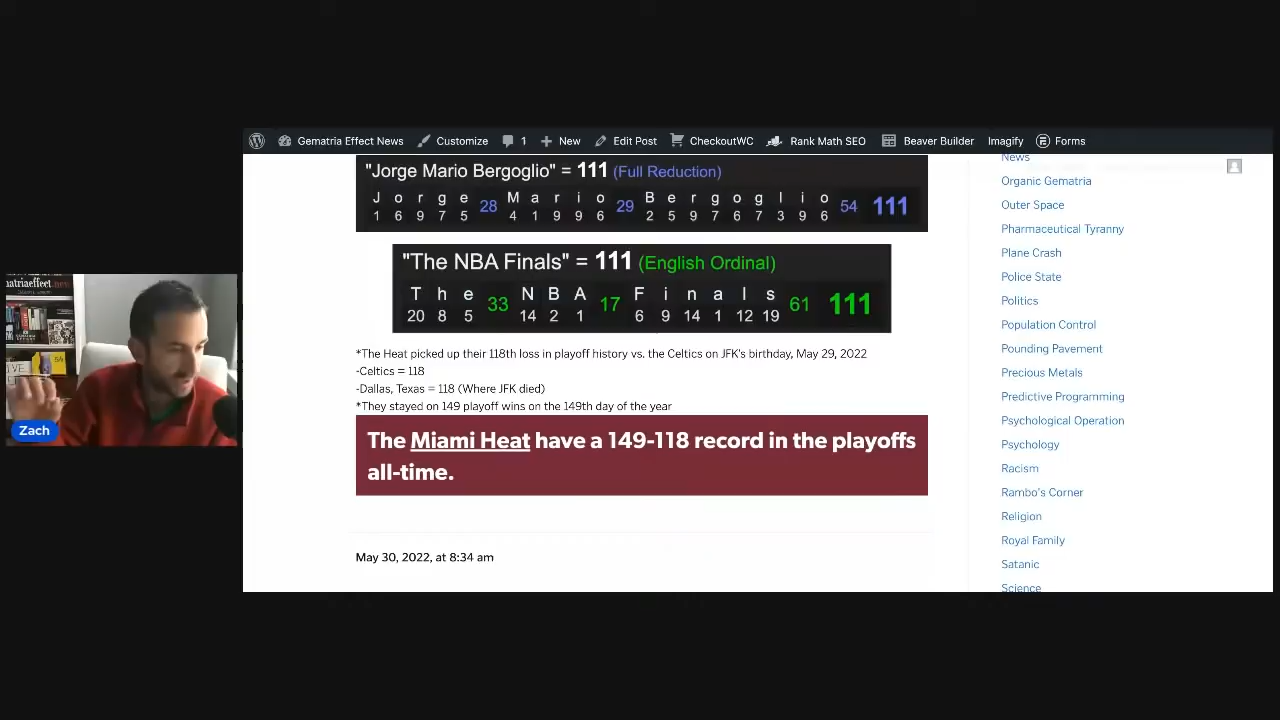 Gematria Effect News Customize 1 New Edit Post CheckoutWC Rank Math SEO Beaver Builder Imagify Forms
"Jorge Mario Bergoglio" = 111 (Full Reduction)
J o r g e 28 M a r i o 29 B e r g o g l i o 54 111
1 6 9 7 5 4 1 9 9 6 2 5 9 7 6 7 3 9 6
"The NBA Finals" = 111 (English Ordinal)
T h e 33 N B A 17 F i n a l s 61 111
20 8 5 14 2 1 6 9 14 1 12 19
*The Heat picked up their 118th loss in playoff history vs. the Celtics on JFK's birthday, May 29, 2022
-Celtics = 118
-Dallas, Texas = 118 (Where JFK died)
*They stayed on 149 playoff wins on the 149th day of the year
The Miami Heat have a 149-118 record in the playoffs
all-time.
May 30, 2022, at 8:34 am
News
Organic Gematria
Outer Space
Pharmaceutical Tyranny
Plane Crash
Police State
Politics
Population Control
Pounding Pavement
Precious Metals
Predictive Programming
Psychological Operation
Psychology
Racism
Rambo's Corner
Religion
Royal Family
Satanic
Science
Zach